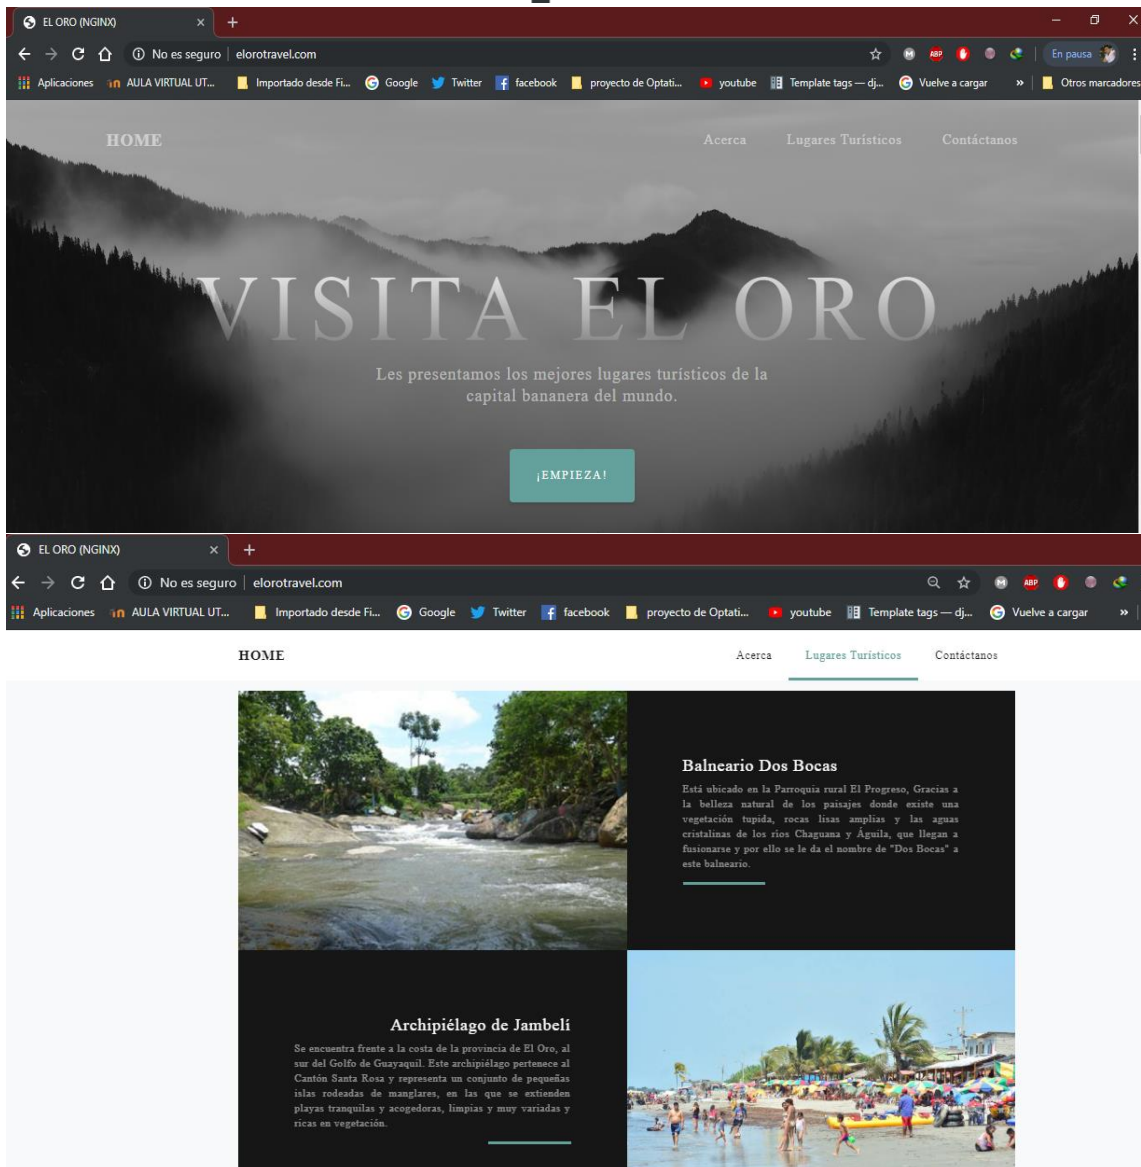 EL ORO (NGINX)
No es seguro | elorotravel.com
ABP
En pausa
Aplicaciones AULA VIRTUAL UT... Importado desde Fi... Google Twitter facebook proyecto de Optati... youtube Template tags — dj... Vuelve a cargar » Otros marcadores
HOME Acerca Lugares Turísticos Contáctanos
VISITA EL ORO
Les presentamos los mejores lugares turísticos de la
capital bananera del mundo.
¡EMPIEZA!
EL ORO (NGINX)
No es seguro | elorotravel.com
ABP
Aplicaciones AULA VIRTUAL UT... Importado desde Fi... Google Twitter facebook proyecto de Optati... youtube Template tags — dj... Vuelve a cargar »
HOME Acerca Lugares Turísticos Contáctanos
Balneario Dos Bocas
Está ubicado en la Parroquia rural El Progreso, Gracias a
la belleza natural de los paisajes donde existe una
vegetación tupida, rocas lisas amplias y las aguas
cristalinas de los rios Chaguana y Águila, que llegan a
fusionarse y por ello se le da el nombre de "Dos Bocas" a
este balneario.
Archipiélago de Jambelí
Se encuentra frente a la costa de la provincia de El Oro, al
sur del Golfo de Guayaquil. Este archipiélago pertenece al
Cantón Santa Rosa y representa un conjunto de pequeñas
islas rodeadas de manglares, en las que se extienden
playas tranquilas y acogedoras, limpias y muy variadas y
ricas en vegetación.